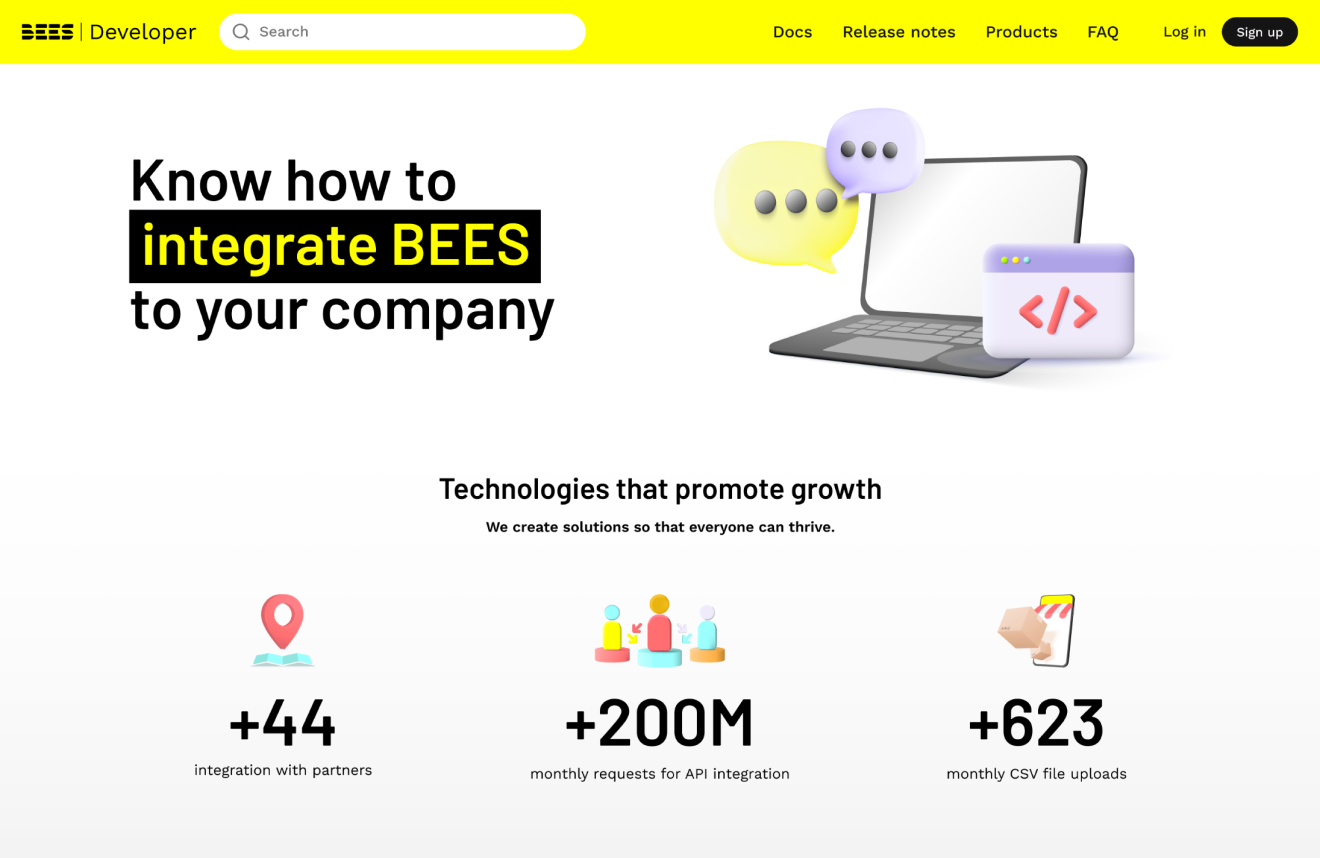 BEES | Developer
Search
Docs
Release notes
Products
FAQ
Log in
Sign up
Know how to
integrate BEES
to your company
Technologies that promote growth
We create solutions so that everyone can thrive.
+44
integration with partners
+200M
monthly requests for API integration
+623
monthly CSV file uploads